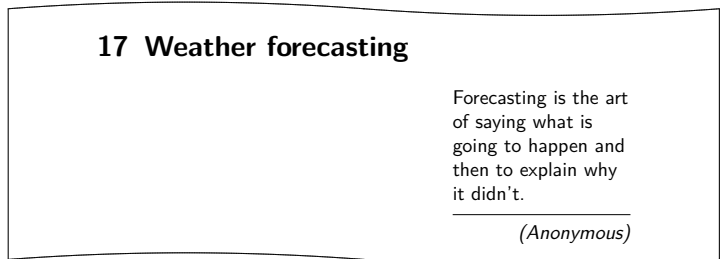 17 Weather forecasting
Forecasting is the art
of saying what is
going to happen and
then to explain why
it didn't.
(Anonymous)